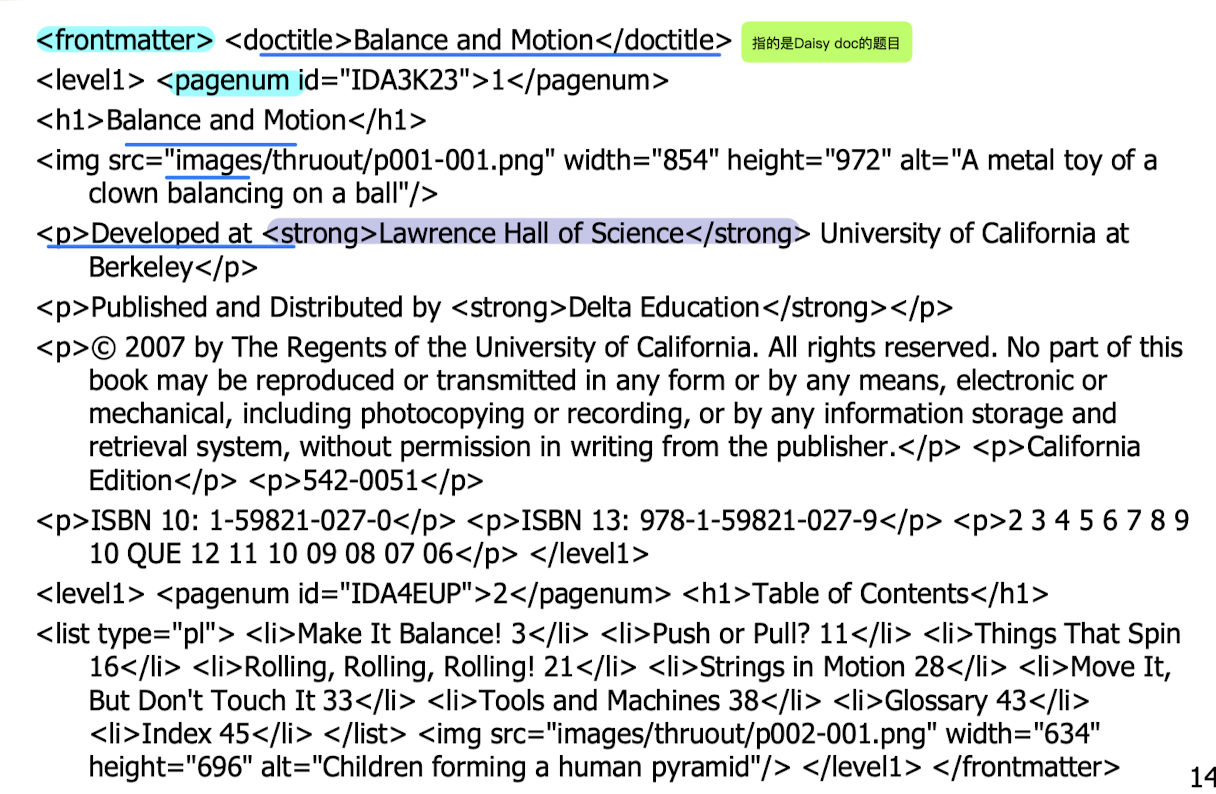 <frontmatter> <doctitle>Balance and Motion</doctitle> 指的是Daisy doc的题目
<level1> <pagenum id="IDA3K23">1</pagenum>
<h1>Balance and Motion</h1>
<img src="images/thruout/p001-001.png" width="854" height="972" alt="A metal toy of a
clown balancing on a ball"/>
<p>Developed at <strong>Lawrence Hall of Science</strong> University of California at
Berkeley</p>
<p>Published and Distributed by <strong>Delta Education</strong></p>
<p>© 2007 by The Regents of the University of California. All rights reserved. No part of this
book may be reproduced or transmitted in any form or by any means, electronic or
mechanical, including photocopying or recording, or by any information storage and
retrieval system, without permission in writing from the publisher.</p> <p>California
Edition</p> <p>542-0051</p>
<p>ISBN 10: 1-59821-027-0</p> <p>ISBN 13: 978-1-59821-027-9</p> <p>2 3 4 5 6 7 8 9
10 QUE 12 11 10 09 08 07 06</p> </level1>
<level1> <pagenum id="IDA4EUP">2</pagenum> <h1>Table of Contents</h1>
<list type="pl"> <li>Make It Balance! 3</li> <li>Push or Pull? 11</li> <li>Things That Spin
16</li> <li>Rolling, Rolling, Rolling! 21</li> <li>Strings in Motion 28</li> <li>Move It,
But Don't Touch It 33</li> <li>Tools and Machines 38</li> <li>Glossary 43</li>
<li>Index 45</li> </list> <img src="images/thruout/p002-001.png" width="634"
height="696" alt="Children forming a human pyramid"/> </level1> </frontmatter>
14